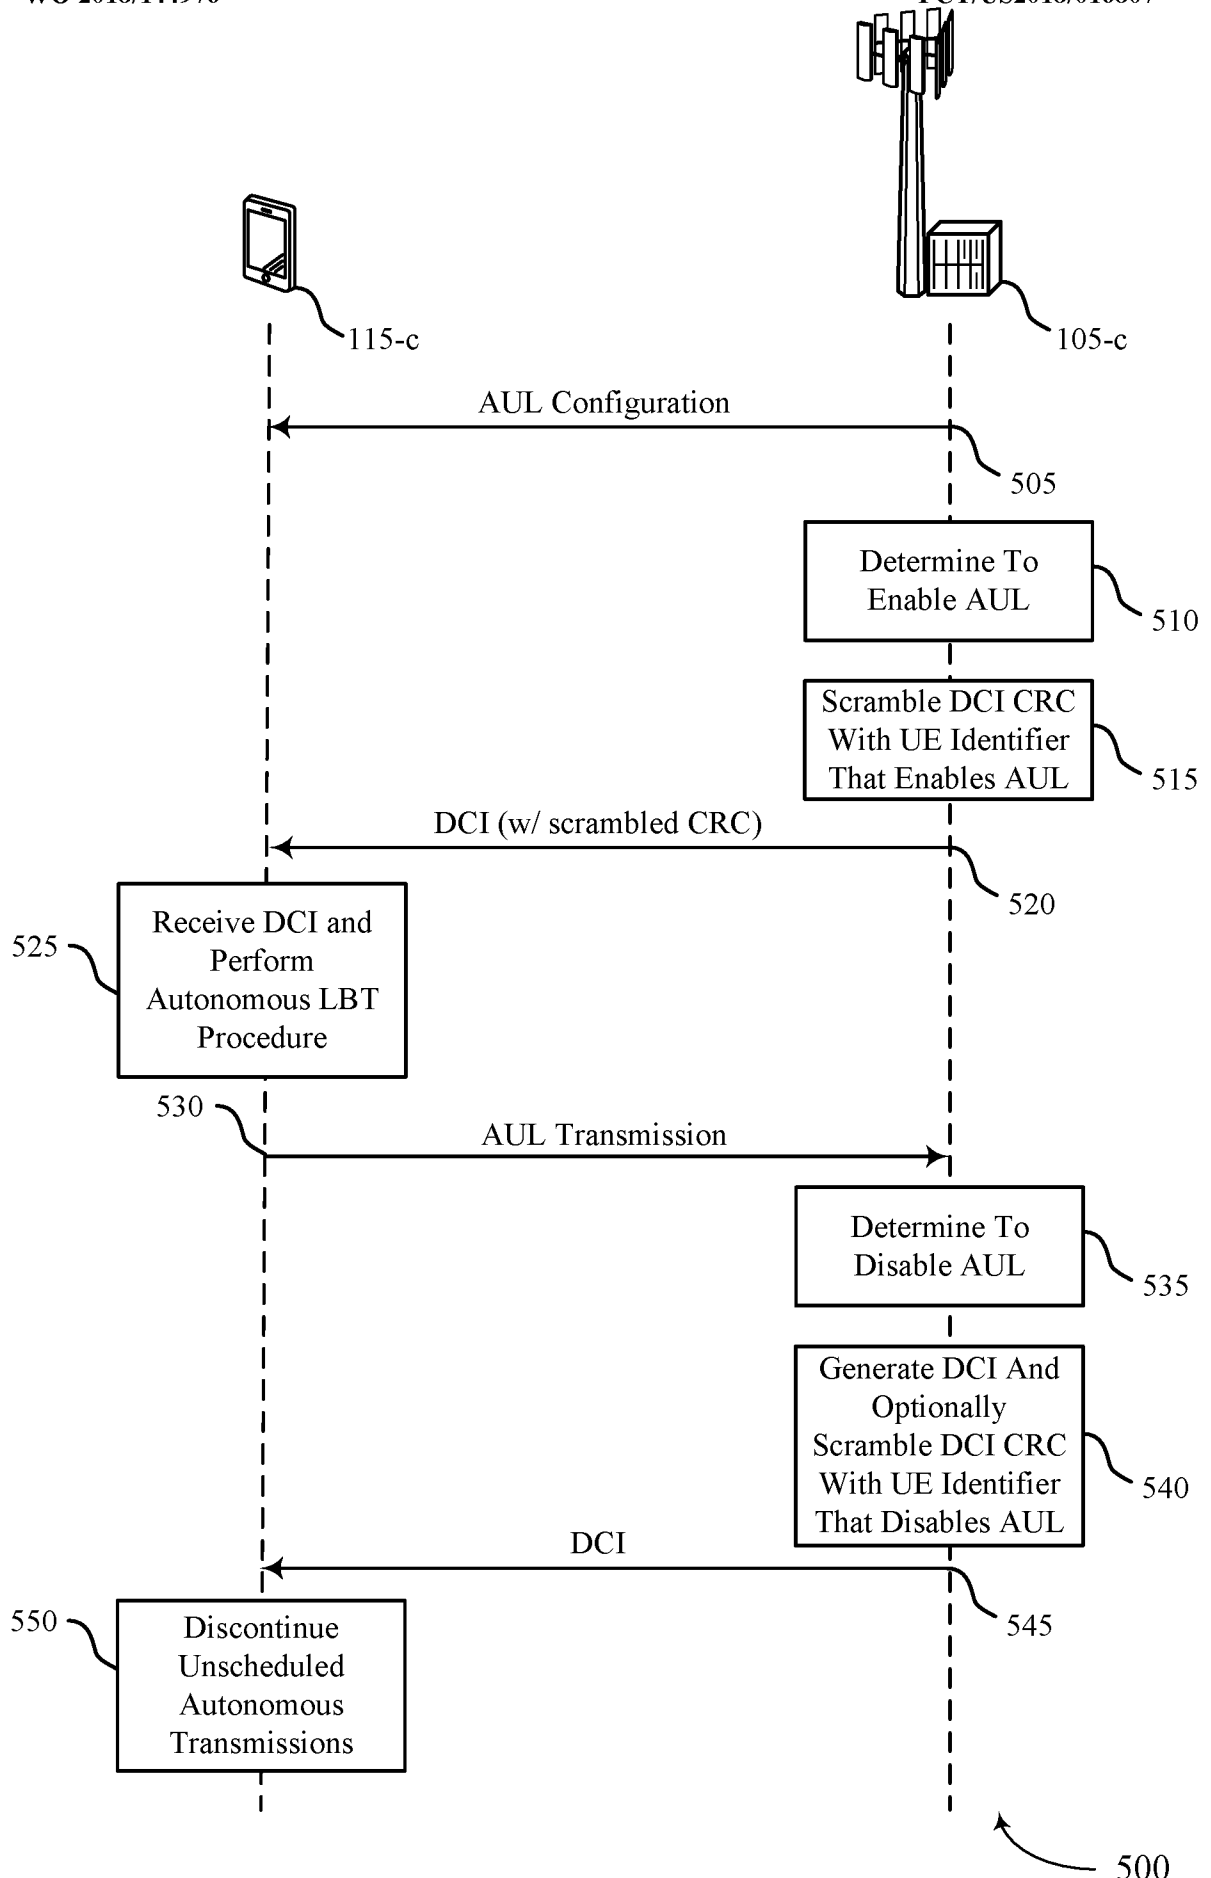 115-c
105-c
AUL Configuration
505
Determine To
Enable AUL
510
Scramble DCI CRC
With UE Identifier
That Enables AUL
515
DCI (w/ scrambled CRC)
520
525
Receive DCI and
Perform
Autonomous LBT
Procedure
530
AUL Transmission
Determine To
Disable AUL
535
Generate DCI And
Optionally
Scramble DCI CRC
With UE Identifier
That Disables AUL
540
DCI
545
550
Discontinue
Unscheduled
Autonomous
Transmissions
500